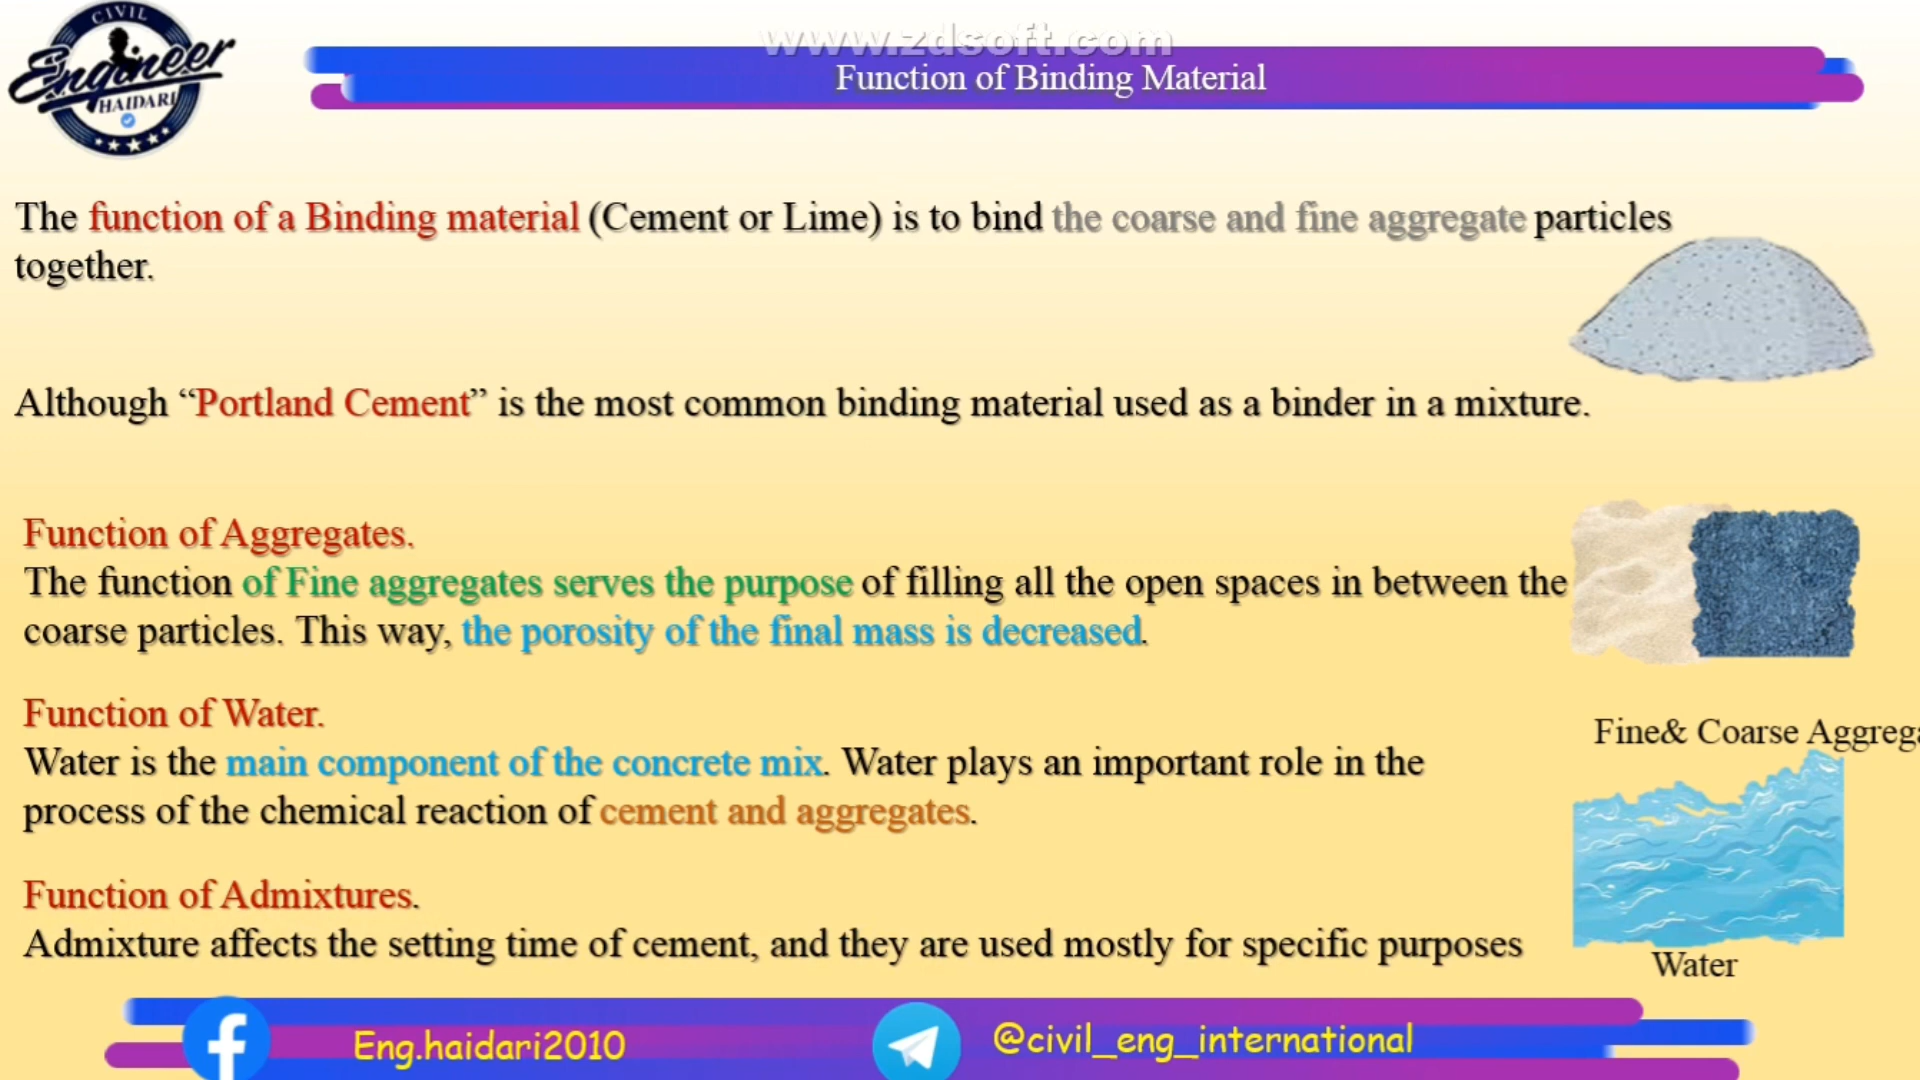 CIVIL
Engineer
HAIDARI
www.zdsoft.com
Function of Binding Material
The function of a Binding material (Cement or Lime) is to bind the coarse and fine aggregate particles
together.
Although “Portland Cement” is the most common binding material used as a binder in a mixture.
Function of Aggregates.
The function of Fine aggregates serves the purpose of filling all the open spaces in between the
coarse particles. This way, the porosity of the final mass is decreased.
Fine& Coarse Aggrega
Function of Water.
Water is the main component of the concrete mix. Water plays an important role in the
process of the chemical reaction of cement and aggregates.
Function of Admixtures.
Admixture affects the setting time of cement, and they are used mostly for specific purposes
Water
Eng.haidari2010
@civil_eng_international